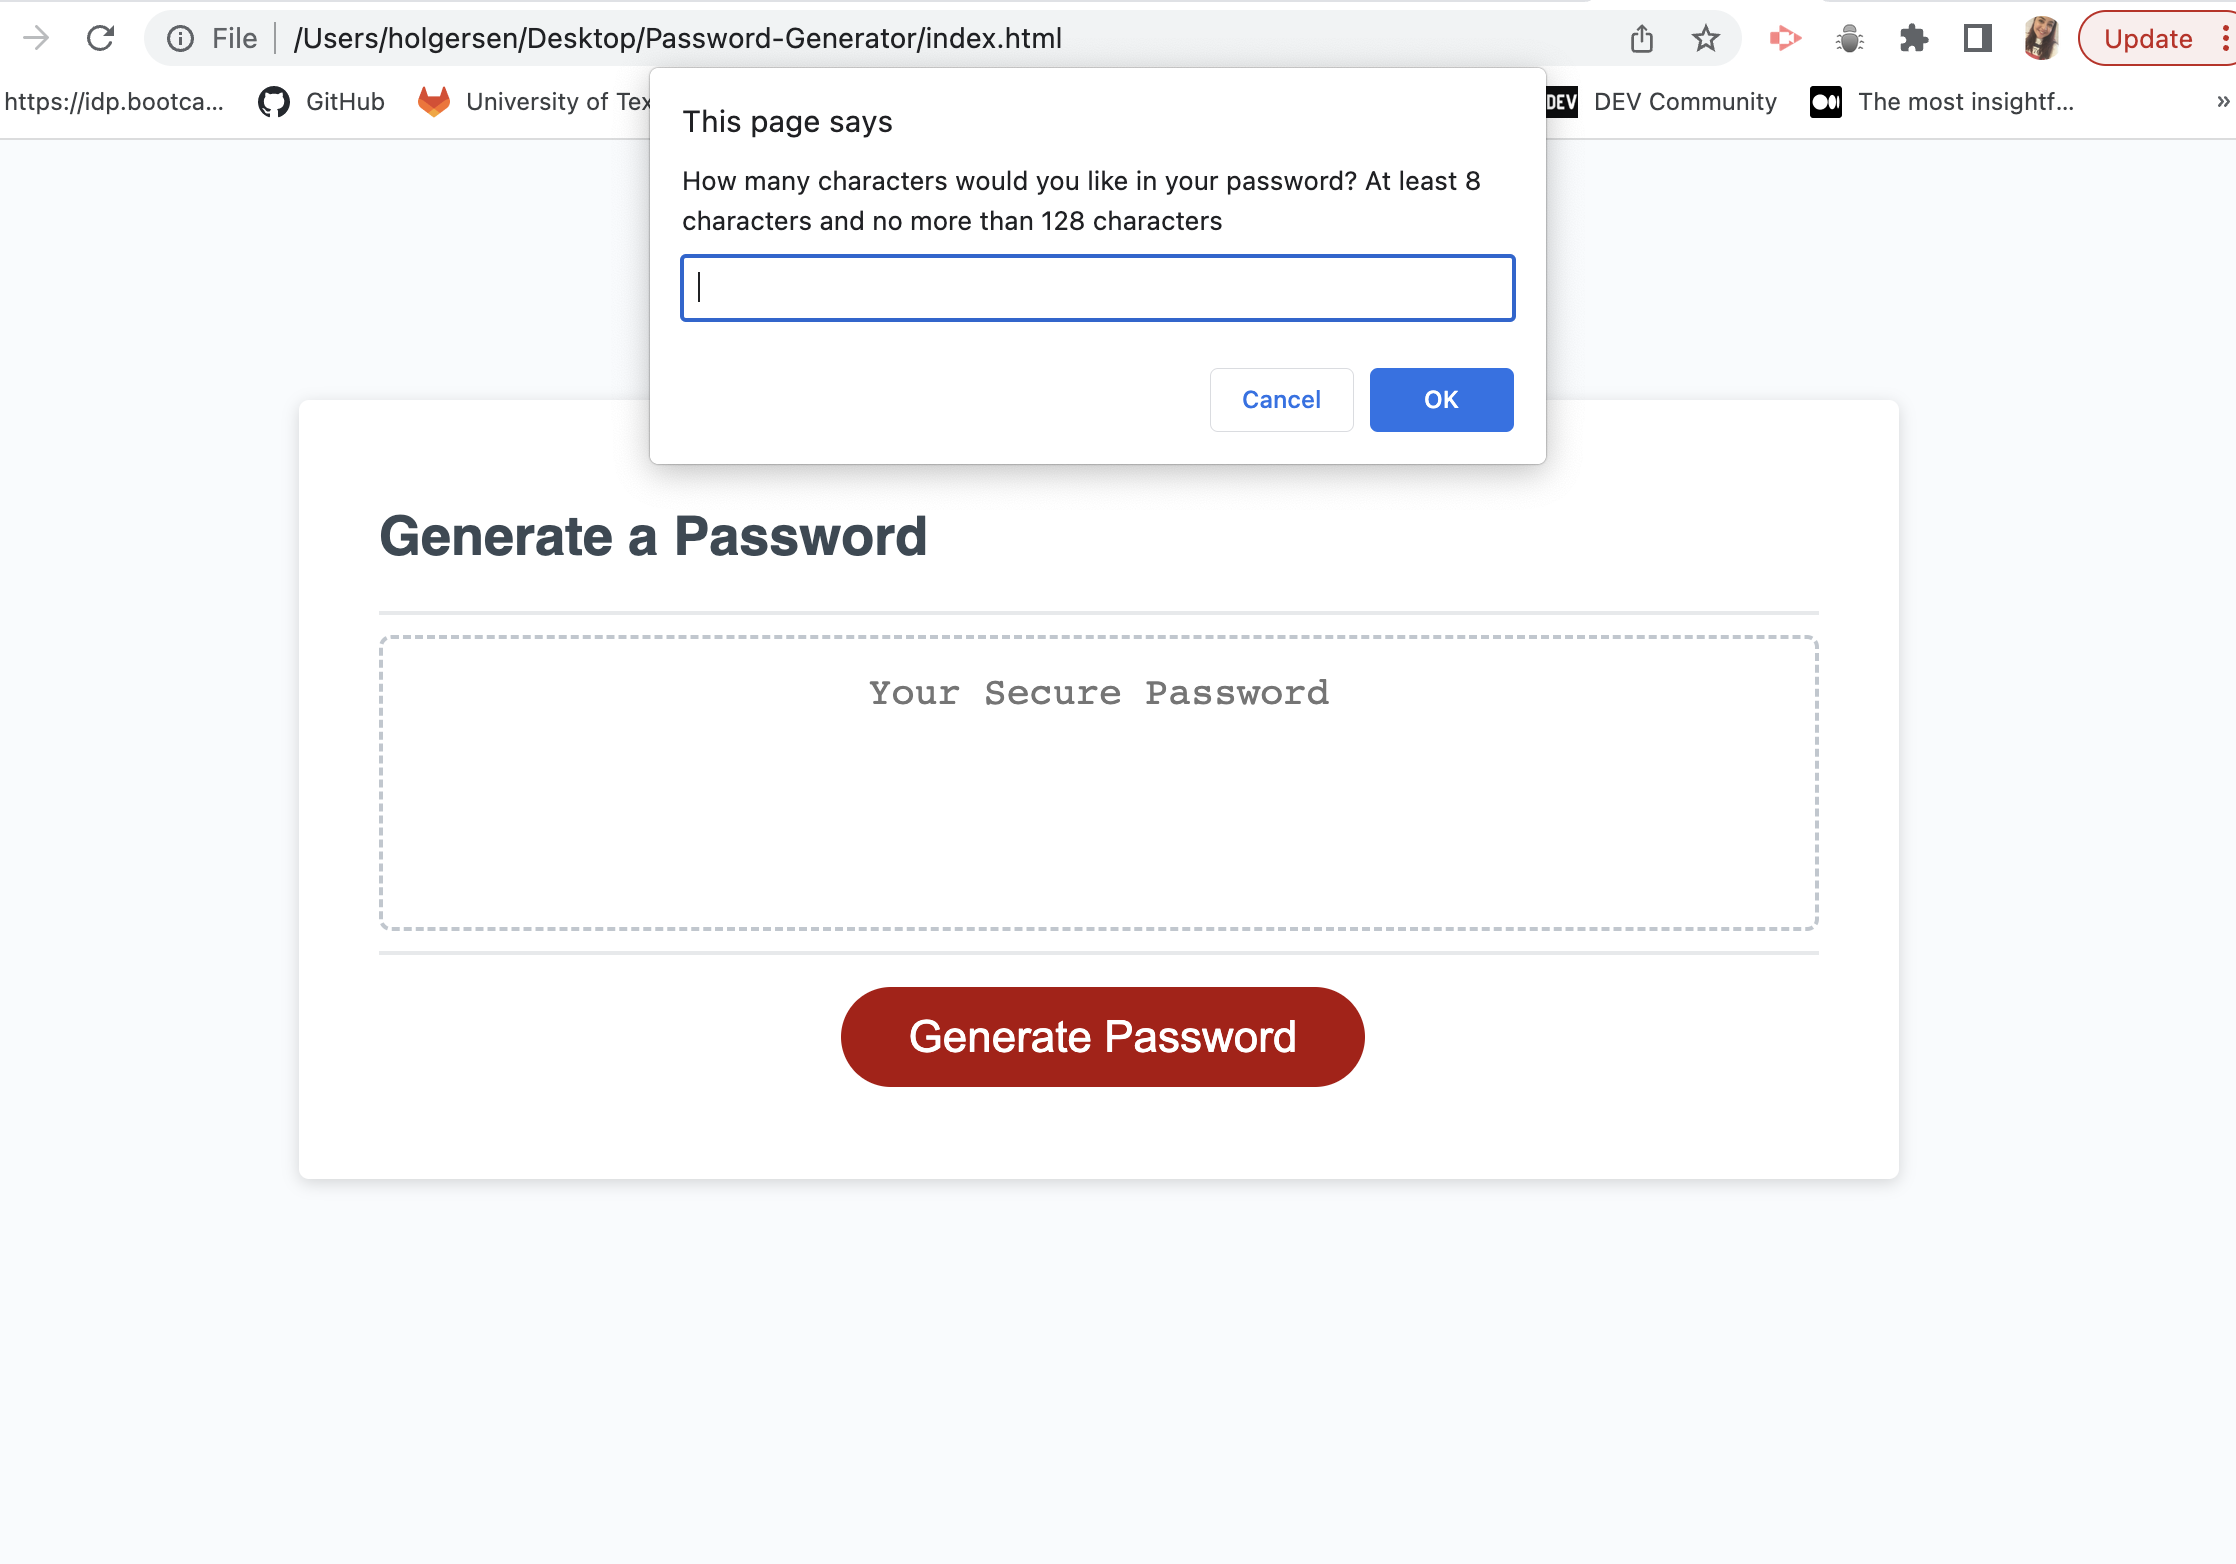 File /Users/holgersen/Desktop/Password-Generator/index.html
Update
https://idp.bootca...
GitHub
University of Tex
DEV
DEV Community
The most insightf...
»
This page says
How many characters would you like in your password? At least 8
characters and no more than 128 characters
Cancel
OK
Generate a Password
Your Secure Password
Generate Password